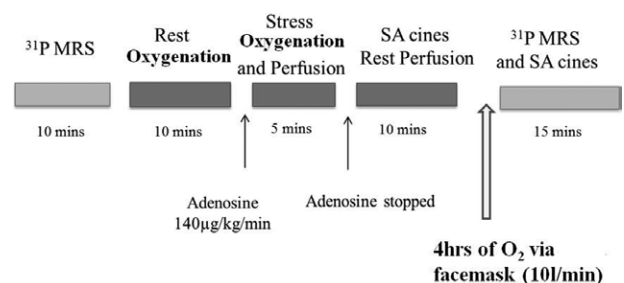 ³¹P MRS
Rest
Oxygenation
Stress
Oxygenation
and Perfusion
SA cines
Rest Perfusion
³¹P MRS
and SA cines
10 mins
10 mins
5 mins
10 mins
15 mins
Adenosine
140µg/kg/min
Adenosine stopped
4hrs of O₂ via
facemask (10l/min)